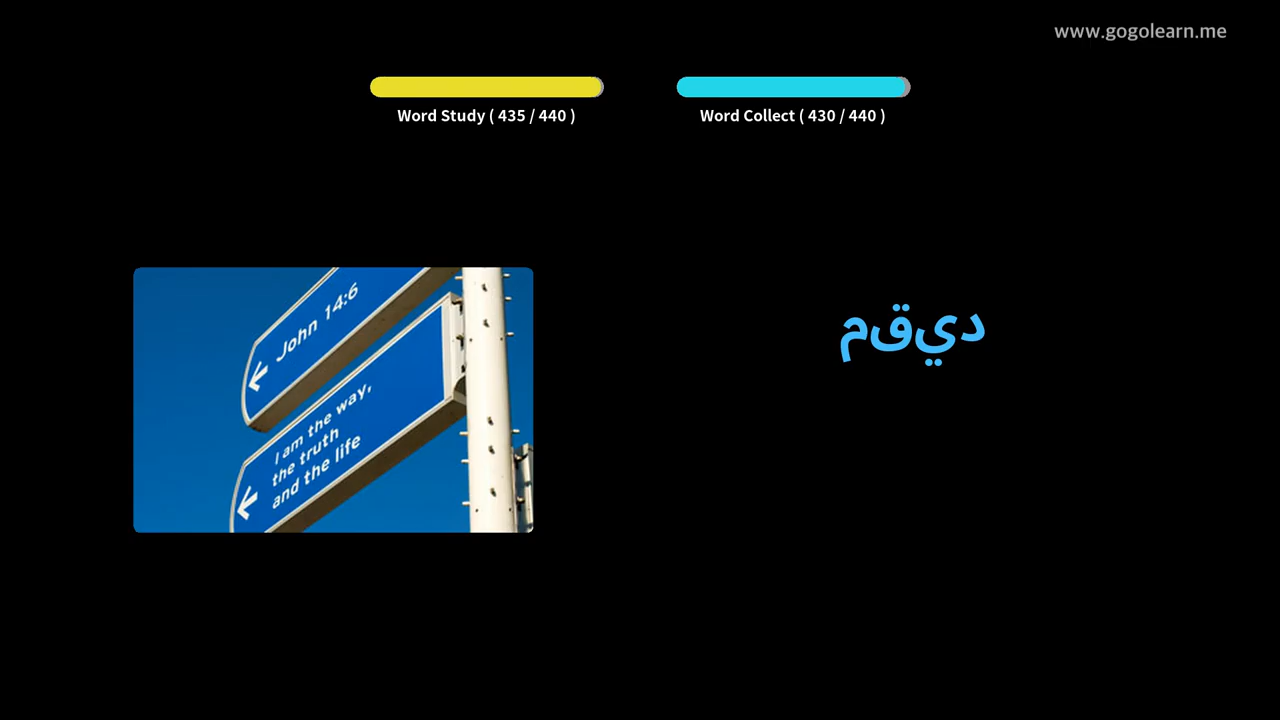 www.gogolearn.me
Word Study ( 435 / 440 )
Word Collect ( 430 / 440 )
John 14:6
I am the way,
the truth
and the life
ديقم